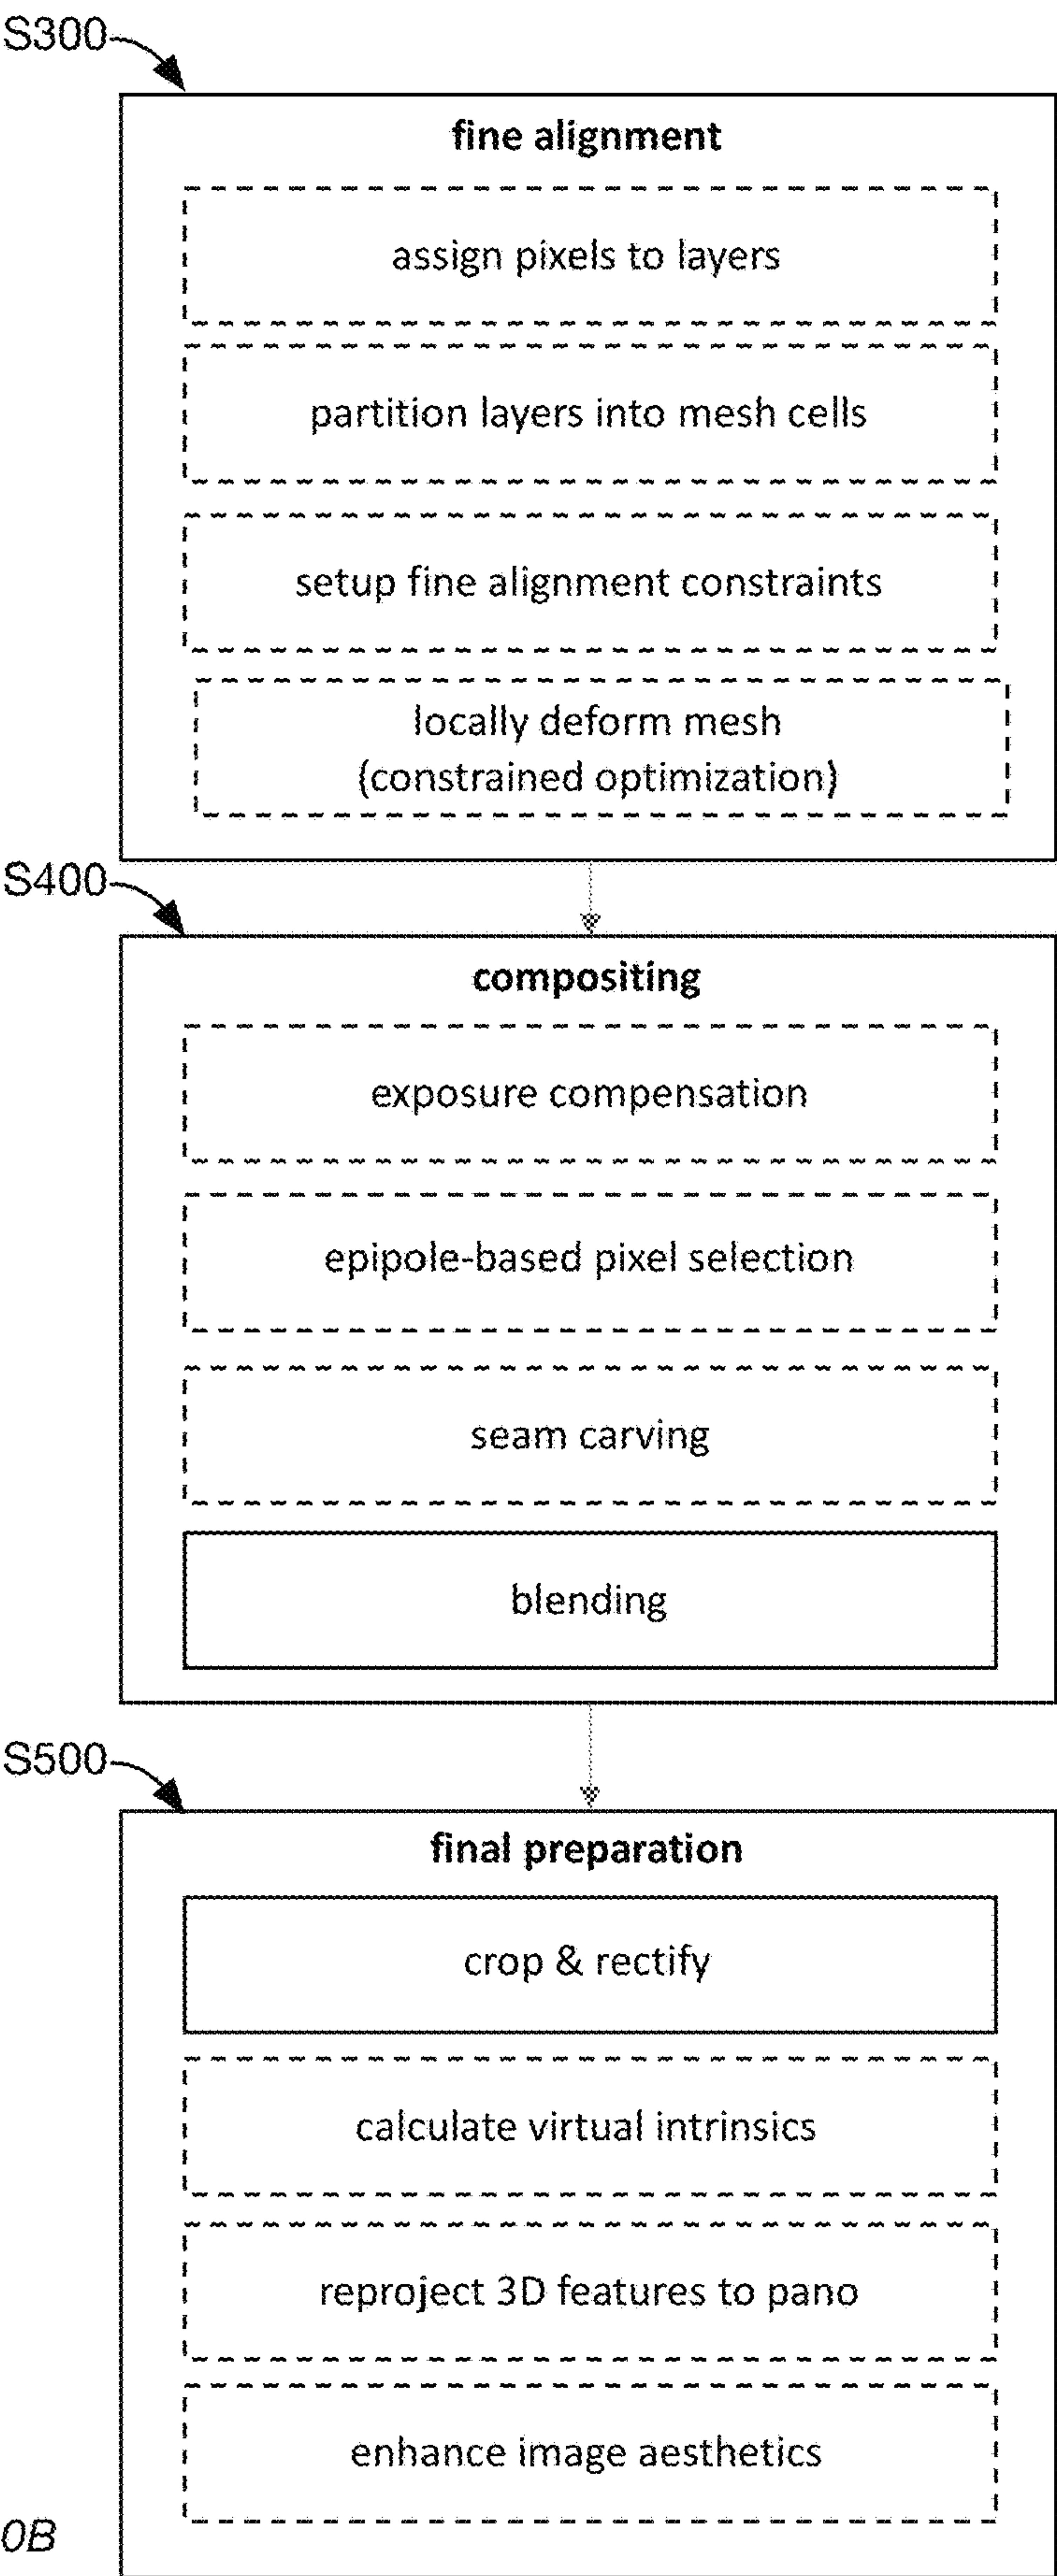 S300
fine alignment
assign pixels to layers
partition layers into mesh cells
setup fine alignment constraints
locally deform mesh
(constrained optimization)
S400
compositing
exposure compensation
epipole-based pixel selection
seam carving
blending
S500
final preparation
crop & rectify
calculate virtual intrinsics
reproject 3D features to pano
enhance image aesthetics
0B